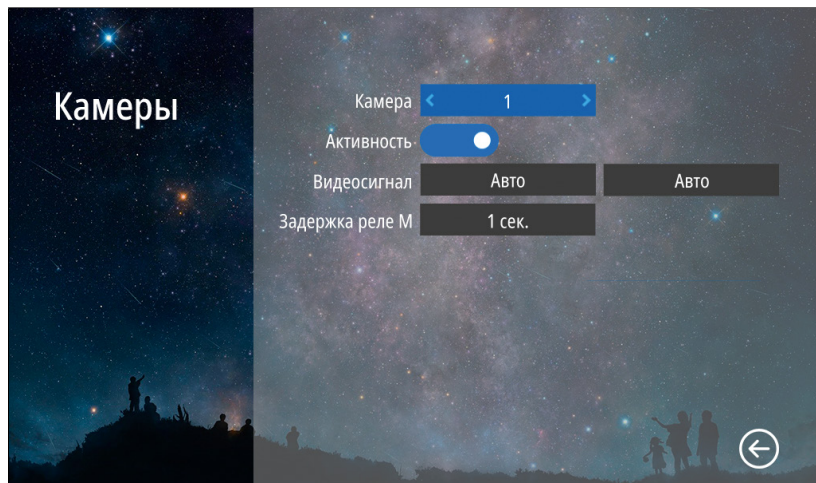 Камеры
Камера < 1 >
Активность
Видеосигнал Авто Авто
Задержка реле М 1 сек.